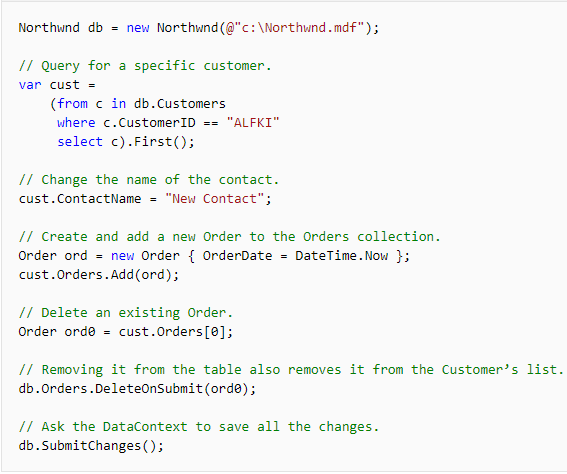 Northwnd db = new Northwnd(@"c:\Northwnd.mdf");
// Query for a specific customer.
var cust =
(from c in db.Customers
where c.CustomerID == "ALFKI"
select c).First();
// Change the name of the contact.
cust.ContactName = "New Contact";
// Create and add a new Order to the Orders collection.
Order ord = new Order { OrderDate = DateTime.Now };
cust.Orders.Add(ord);
// Delete an existing Order.
Order ord0 = cust.Orders[0];
// Removing it from the table also removes it from the Customer’s list.
db.Orders.DeleteOnSubmit(ord0);
// Ask the DataContext to save all the changes.
db.SubmitChanges();